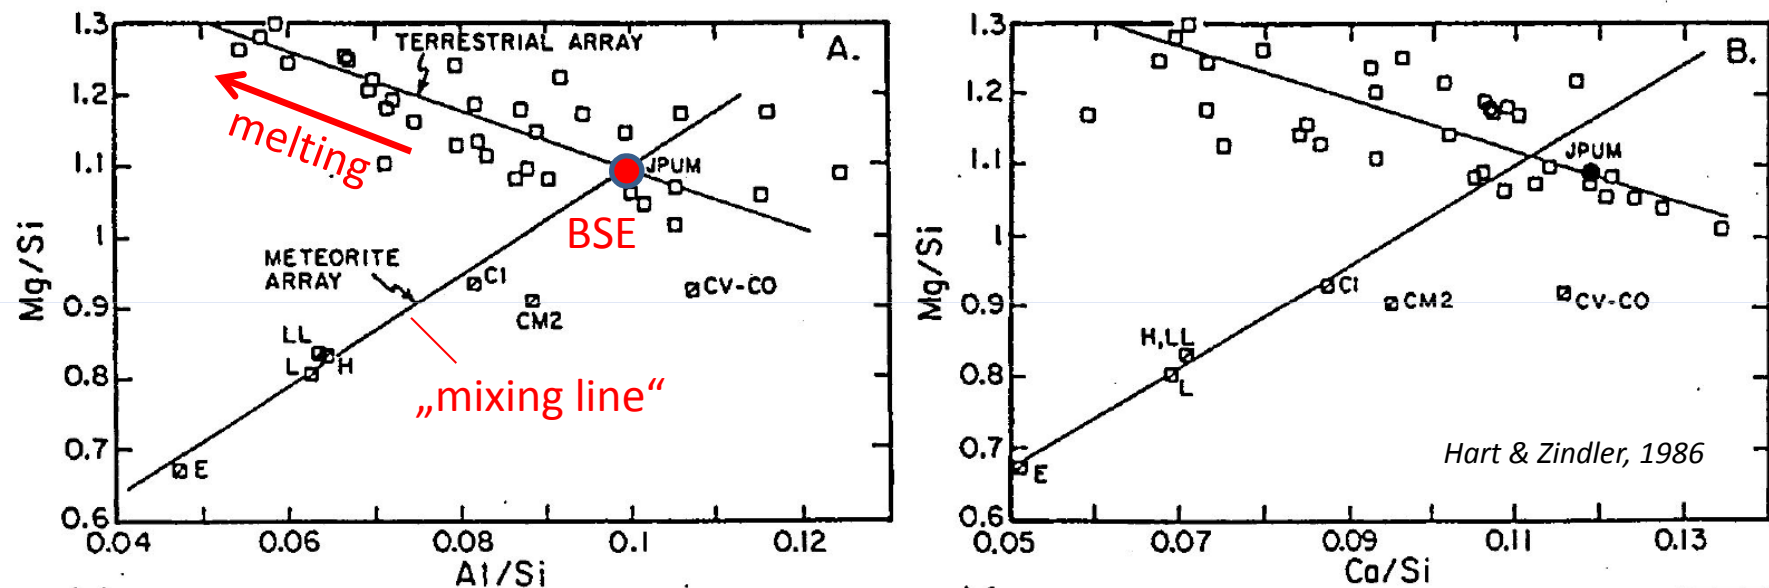 1.3
1.2
1.1
1
0.9
0.8
0.7
0.6
Mg/Si
TERRESTRIAL ARRAY
A.
melting
JPUM
BSE
METEORITE
ARRAY
C1
CM2
CV-CO
LL
L
H
„mixing line“
E
0.04
0.06
0.08
0.1
0.12
Al/Si
1.3
1.2
1.1
1
0.9
0.8
0.7
0.6
Mg/Si
B.
JPUM
C1
CM2
CV-CO
H,LL
L
E
Hart & Zindler, 1986
0.05
0.07
0.09
0.11
0.13
Ca/Si